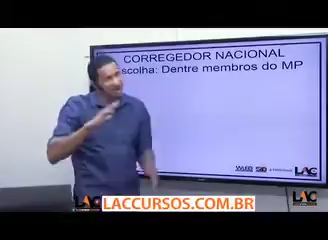 CORREGEDOR NACIONAL
scolha: Dentre membros do MP
LAC
LAC
LACCURSOS.COM.BR